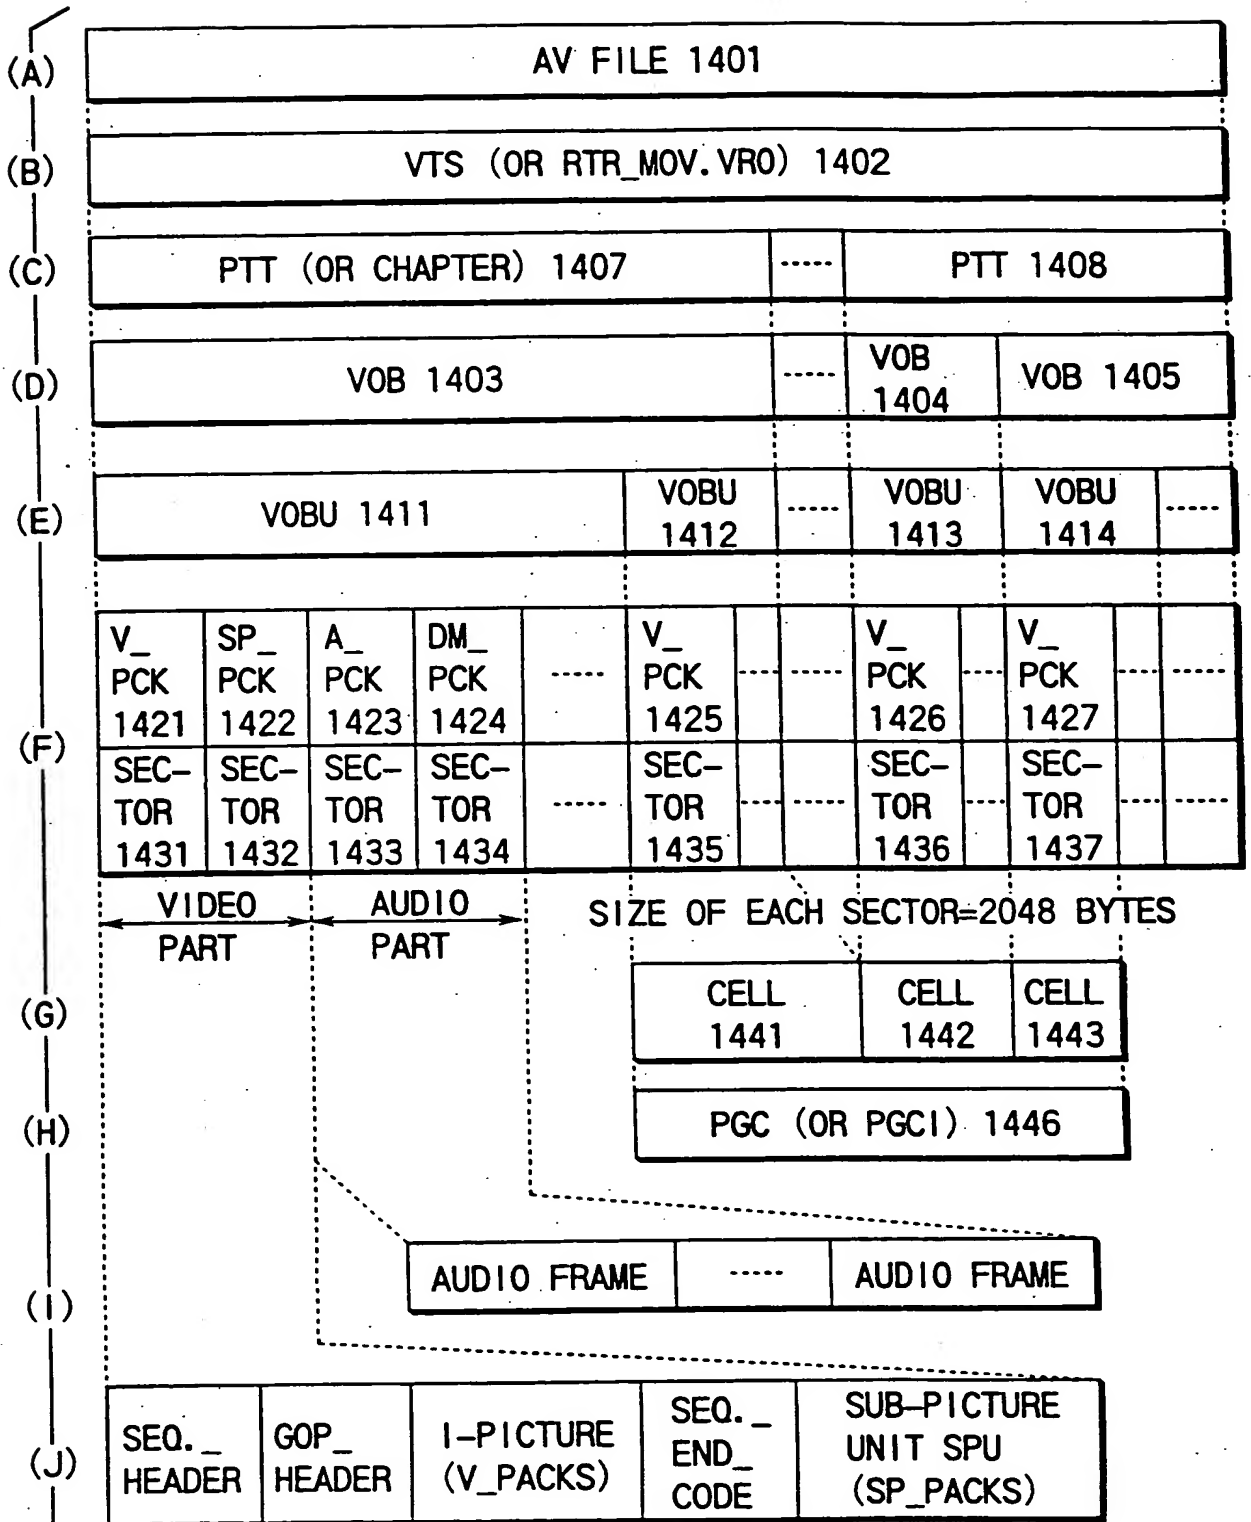 (A)
AV FILE 1401
(B)
VTS (OR RTR_MOV.VRO) 1402
(C)
PTT (OR CHAPTER) 1407
-----
PTT 1408
(D)
VOB 1403
-----
VOB
1404
VOB 1405
(E)
VOBU 1411
VOBU
1412
-----
VOBU
1413
VOBU
1414
-----
(F)
V_
PCK
1421
SP_
PCK
1422
A_
PCK
1423
DM_
PCK
1424
-----
V_
PCK
1425
----
-----
V_
PCK
1426
----
V_
PCK
1427
----
-----
SEC-
TOR
1431
SEC-
TOR
1432
SEC-
TOR
1433
SEC-
TOR
1434
-----
SEC-
TOR
1435
----
-----
SEC-
TOR
1436
----
SEC-
TOR
1437
----
-----
VIDEO
PART
AUDIO
PART
SIZE OF EACH SECTOR=2048 BYTES
(G)
CELL
1441
CELL
1442
CELL
1443
(H)
PGC (OR PGCI) 1446
(I)
AUDIO FRAME
-----
AUDIO FRAME
(J)
SEQ._
HEADER
GOP_
HEADER
I-PICTURE
(V_PACKS)
SEQ._
END_
CODE
SUB-PICTURE
UNIT SPU
(SP_PACKS)